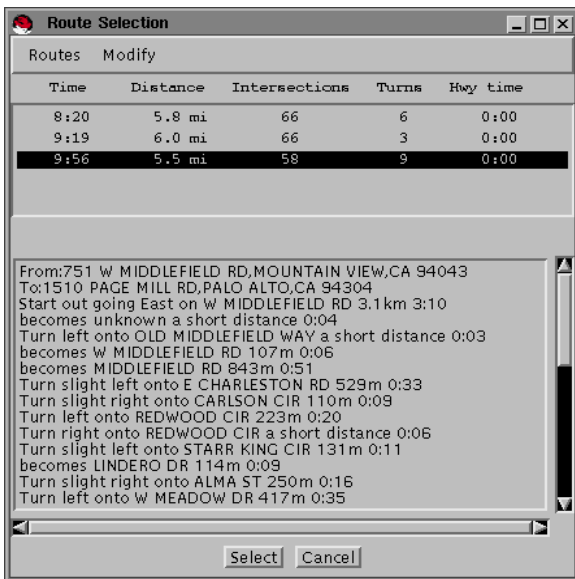 Route Selection
Routes Modify
Time Distance Intersections Turns Hwy time
8:20 5.8 mi 66 6 0:00
9:19 6.0 mi 66 3 0:00
9:56 5.5 mi 58 9 0:00
From:751 W MIDDLEFIELD RD,MOUNTAIN VIEW,CA 94043
To:1510 PAGE MILL RD,PALO ALTO,CA 94304
Start out going East on W MIDDLEFIELD RD 3.1km 3:10
becomes unknown a short distance 0:04
Turn left onto OLD MIDDLEFIELD WAY a short distance 0:03
becomes W MIDDLEFIELD RD 107m 0:06
becomes MIDDLEFIELD RD 843m 0:51
Turn slight left onto E CHARLESTON RD 529m 0:33
Turn slight right onto CARLSON CIR 110m 0:09
Turn left onto REDWOOD CIR 223m 0:20
Turn right onto REDWOOD CIR a short distance 0:06
Turn slight left onto STARR KING CIR 131m 0:11
becomes LINDERO DR 114m 0:09
Turn slight right onto ALMA ST 250m 0:16
Turn left onto W MEADOW DR 417m 0:35
Select Cancel